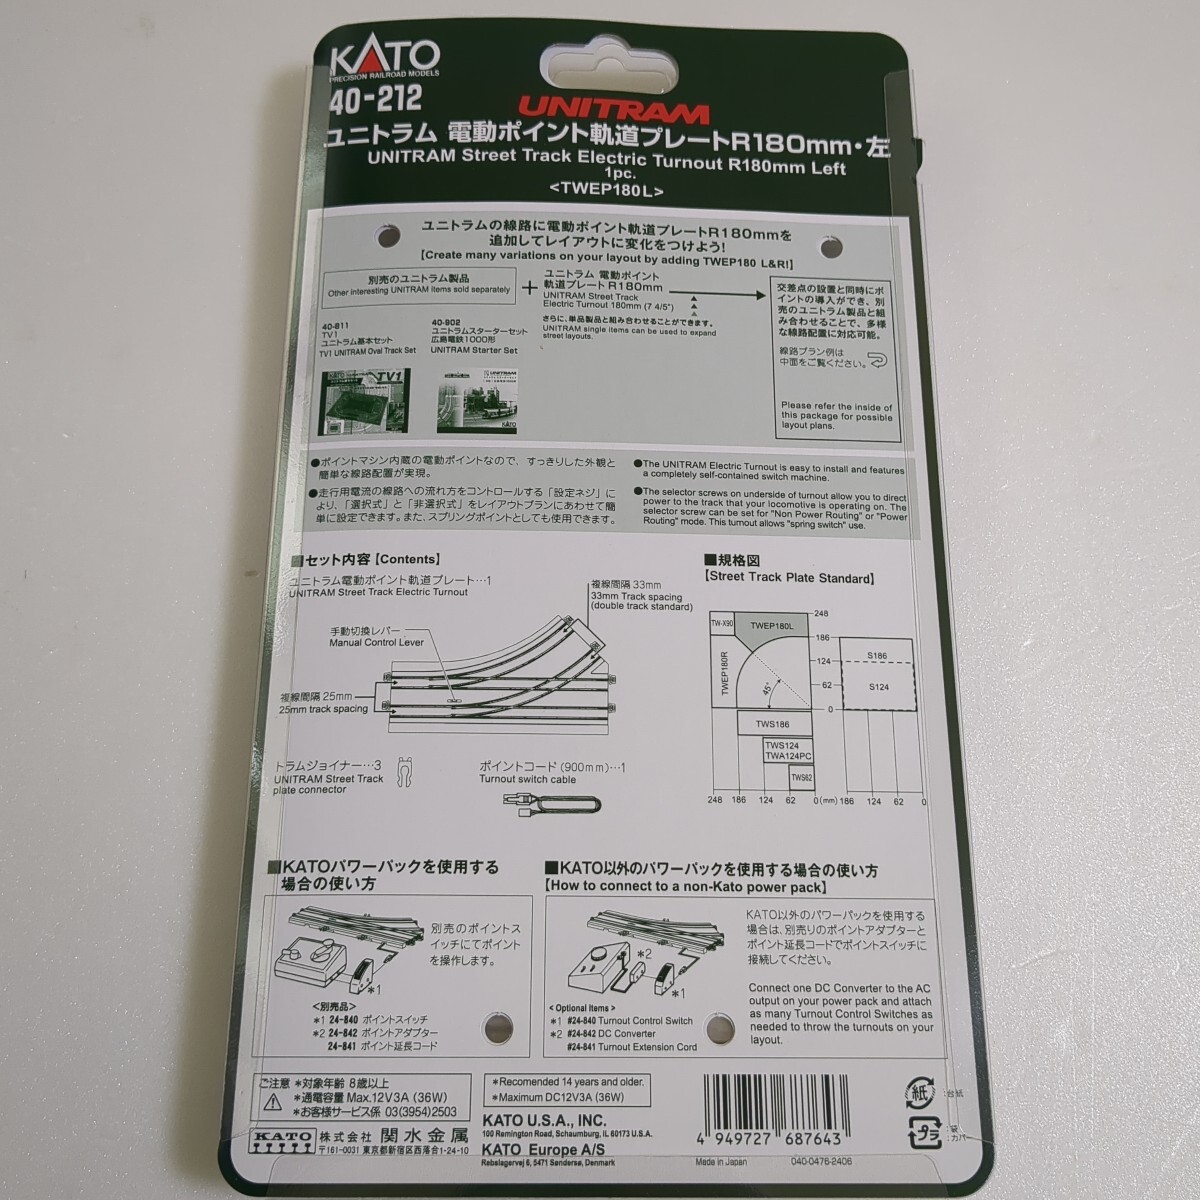 KATO
PRECISION RAILROAD MODELS
40-212
UNITRAM
ユニトラム 電動ポイント軌道プレートR180mm・左
UNITRAM Street Track Electric Turnout R180mm Left
1pc.
<TWEP180L>
ユニトラムの線路に電動ポイント軌道プレートR180mmを
追加してレイアウトに変化をつけよう!
[Create many variations on your layout by adding TWEP180 L&R!]
別売のユニトラム製品
Other interesting UNITRAM items sold separately
+
ユニトラム 電動ポイント
軌道プレート R180mm
UNITRAM Street Track
Electric Turnout 180mm (7 4/5")
さらに、単品製品と組み合わせることができます。
UNITRAM single items can be used to expand
street layouts.
交差点の設置と同時にポ
イントの導入ができ、別
売のユニトラム製品と組
み合わせることで、多様
な線路配置に対応可能。
線路プラン例は
中面をご覧ください。
Please refer the inside of
this package for possible
layout plans.
40-811
TV1
ユニトラム基本セット
TV1 UNITRAM Oval Track Set
40-902
ユニトラムスターターセット
広島電鉄1000形
UNITRAM Starter Set
TV1
UNITRAM
KATO
●ポイントマシン内蔵の電動ポイントなので、すっきりした外観と
簡単な線路配置が実現。
●走行用電流の線路への流れ方をコントロールする「設定ネジ」に
より、「選択式」と「非選択式」をレイアウトプランにあわせて簡
単に設定できます。また、スプリングポイントとしても使用できます。
●The UNITRAM Electric Turnout is easy to install and features
a completely self-contained switch machine.
●The selector screws on underside of turnout allow you to direct
power to the track that your locomotive is operating on. The
selector screw can be set for "Non Power Routing" or "Power
Routing" mode. This turnout allows "spring switch" use.
■セット内容 [Contents]
ユニトラム電動ポイント軌道プレート…1
UNITRAM Street Track Electric Turnout
複線間隔 33mm
33mm Track spacing
(double track standard)
手動切換レバー
Manual Control Lever
複線間隔 25mm
25mm track spacing
トラムジョイナー…3
UNITRAM Street Track
plate connector
ポイントコード(900mm)…1
Turnout switch cable
■規格図
[Street Track Plate Standard]
TW-X90
TWEP180L
TWEP180R
45°
248
186
124
62
0
S186
S124
TWS186
TWS124
TWA124PC
TWS62
248 186 124 62 0(mm) 186 124 62 0
■KATOパワーパックを使用する
場合の使い方
別売のポイントス
イッチにてポイント
を操作します。
*1
<別売品>
*1 24-840 ポイントスイッチ
*2 24-842 ポイントアダプター
24-841 ポイント延長コード
■KATO以外のパワーパックを使用する場合の使い方
[How to connect to a non-Kato power pack]
*2
*1
<Optional Items>
*1 #24-840 Turnout Control Switch
*2 #24-842 DC Converter
#24-841 Turnout Extension Cord
KATO以外のパワーパックを使用する
場合は、別売りのポイントアダプターと
ポイント延長コードでポイントスイッチに
接続してください。
Connect one DC Converter to the AC
output on your power pack and attach
as many Turnout Control Switches as
needed to throw the turnouts on your
layout.
ご注意 *対象年齢 8歳以上
*通電容量 Max.12V3A (36W)
*お客様サービス係 03(3954)2503
KATO 株式会社 関水金属
〒161-0031 東京都新宿区西落合1-24-10
*Recomended 14 years and older.
*Maximum DC12V3A (36W)
KATO U.S.A., INC.
100 Remington Road, Schaumburg, IL 60173 U.S.A.
KATO Europe A/S
Rabalagervej 6, 5471 Søndersø, Denmark
4 949727 687643
Made in Japan
040-0476-2406
紙
:台紙
プラ
:袋
カバー